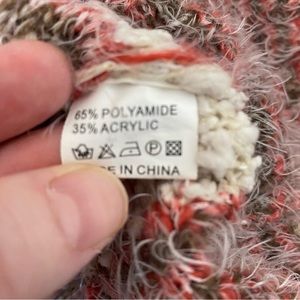 65% POLYAMIDE
35% ACRYLIC
E IN CHINA